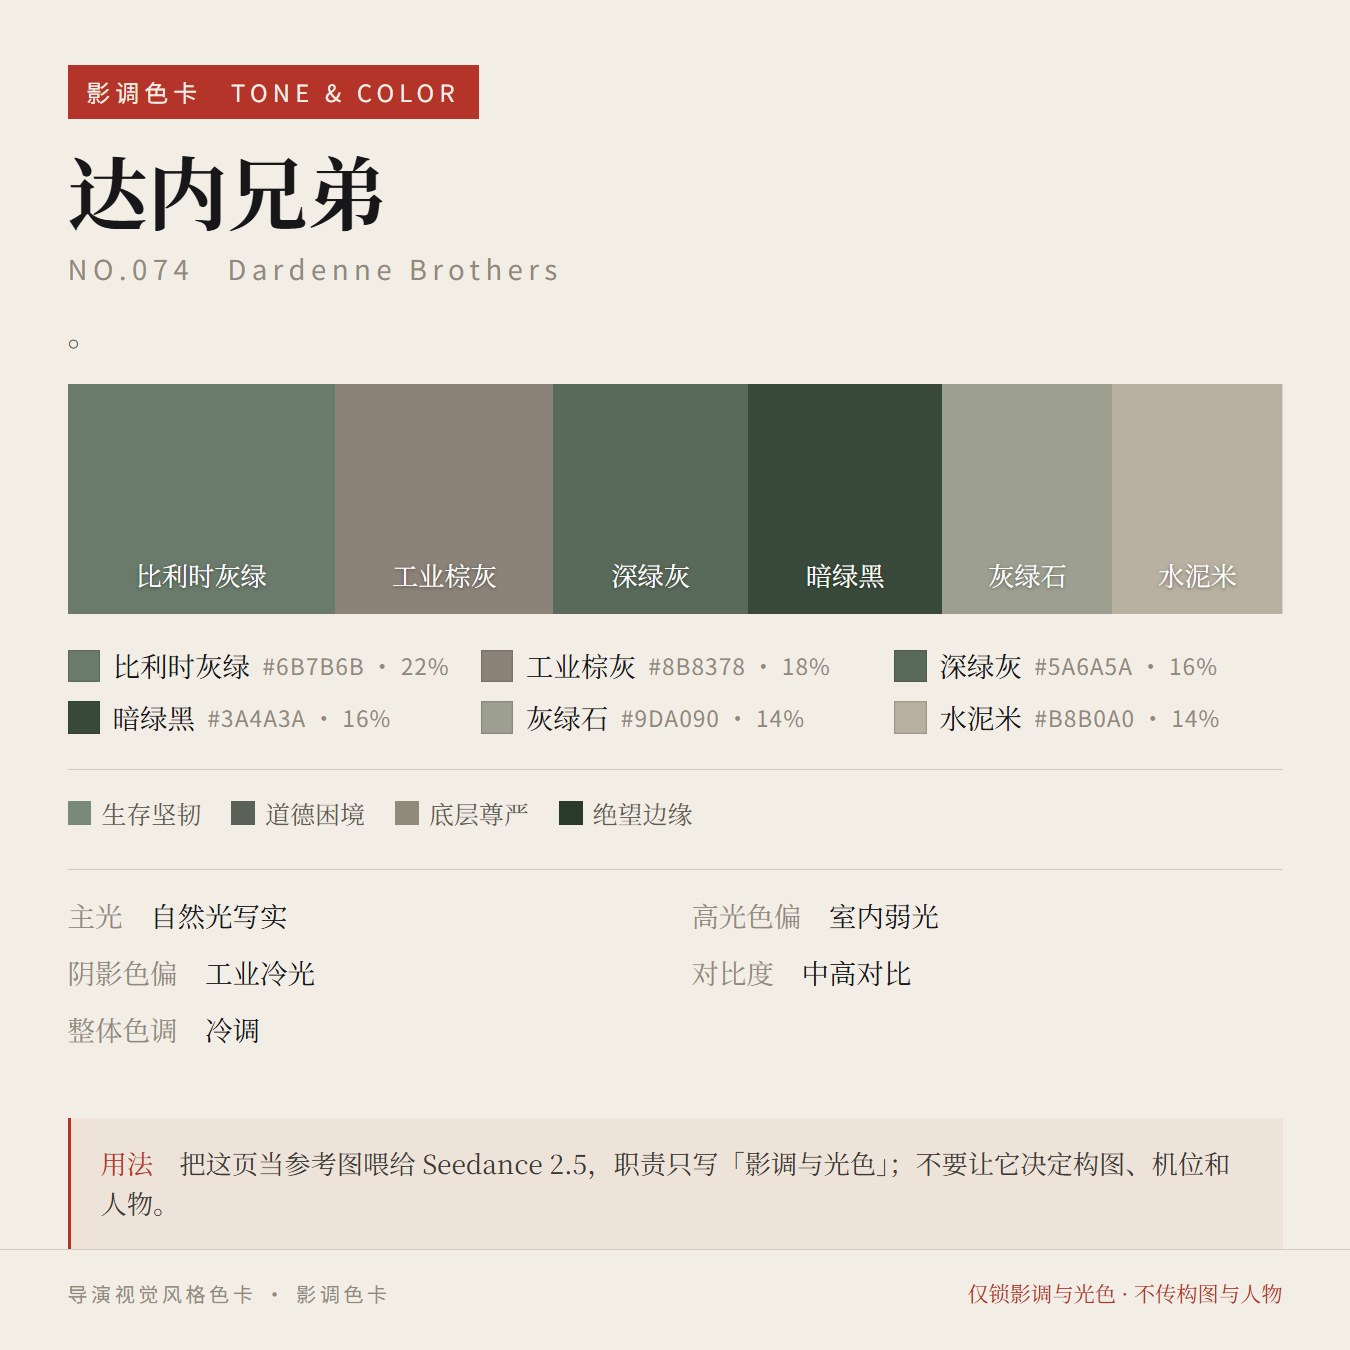 影调色卡 TONE & COLOR
达内兄弟
NO.074 Dardenne Brothers
。
比利时灰绿 工业棕灰 深绿灰 暗绿黑 灰绿石 水泥米
比利时灰绿 #6B7B6B · 22% 工业棕灰 #8B8378 · 18% 深绿灰 #5A6A5A · 16%
暗绿黑 #3A4A3A · 16% 灰绿石 #9DA090 · 14% 水泥米 #B8B0A0 · 14%
生存坚韧 道德困境 底层尊严 绝望边缘
主光 自然光写实 高光色偏 室内弱光
阴影色偏 工业冷光 对比度 中高对比
整体色调 冷调
用法 把这页当参考图喂给 Seedance 2.5，职责只写「影调与光色」；不要让它决定构图、机位和
人物。
导演视觉风格色卡 · 影调色卡 仅锁影调与光色 · 不传构图与人物